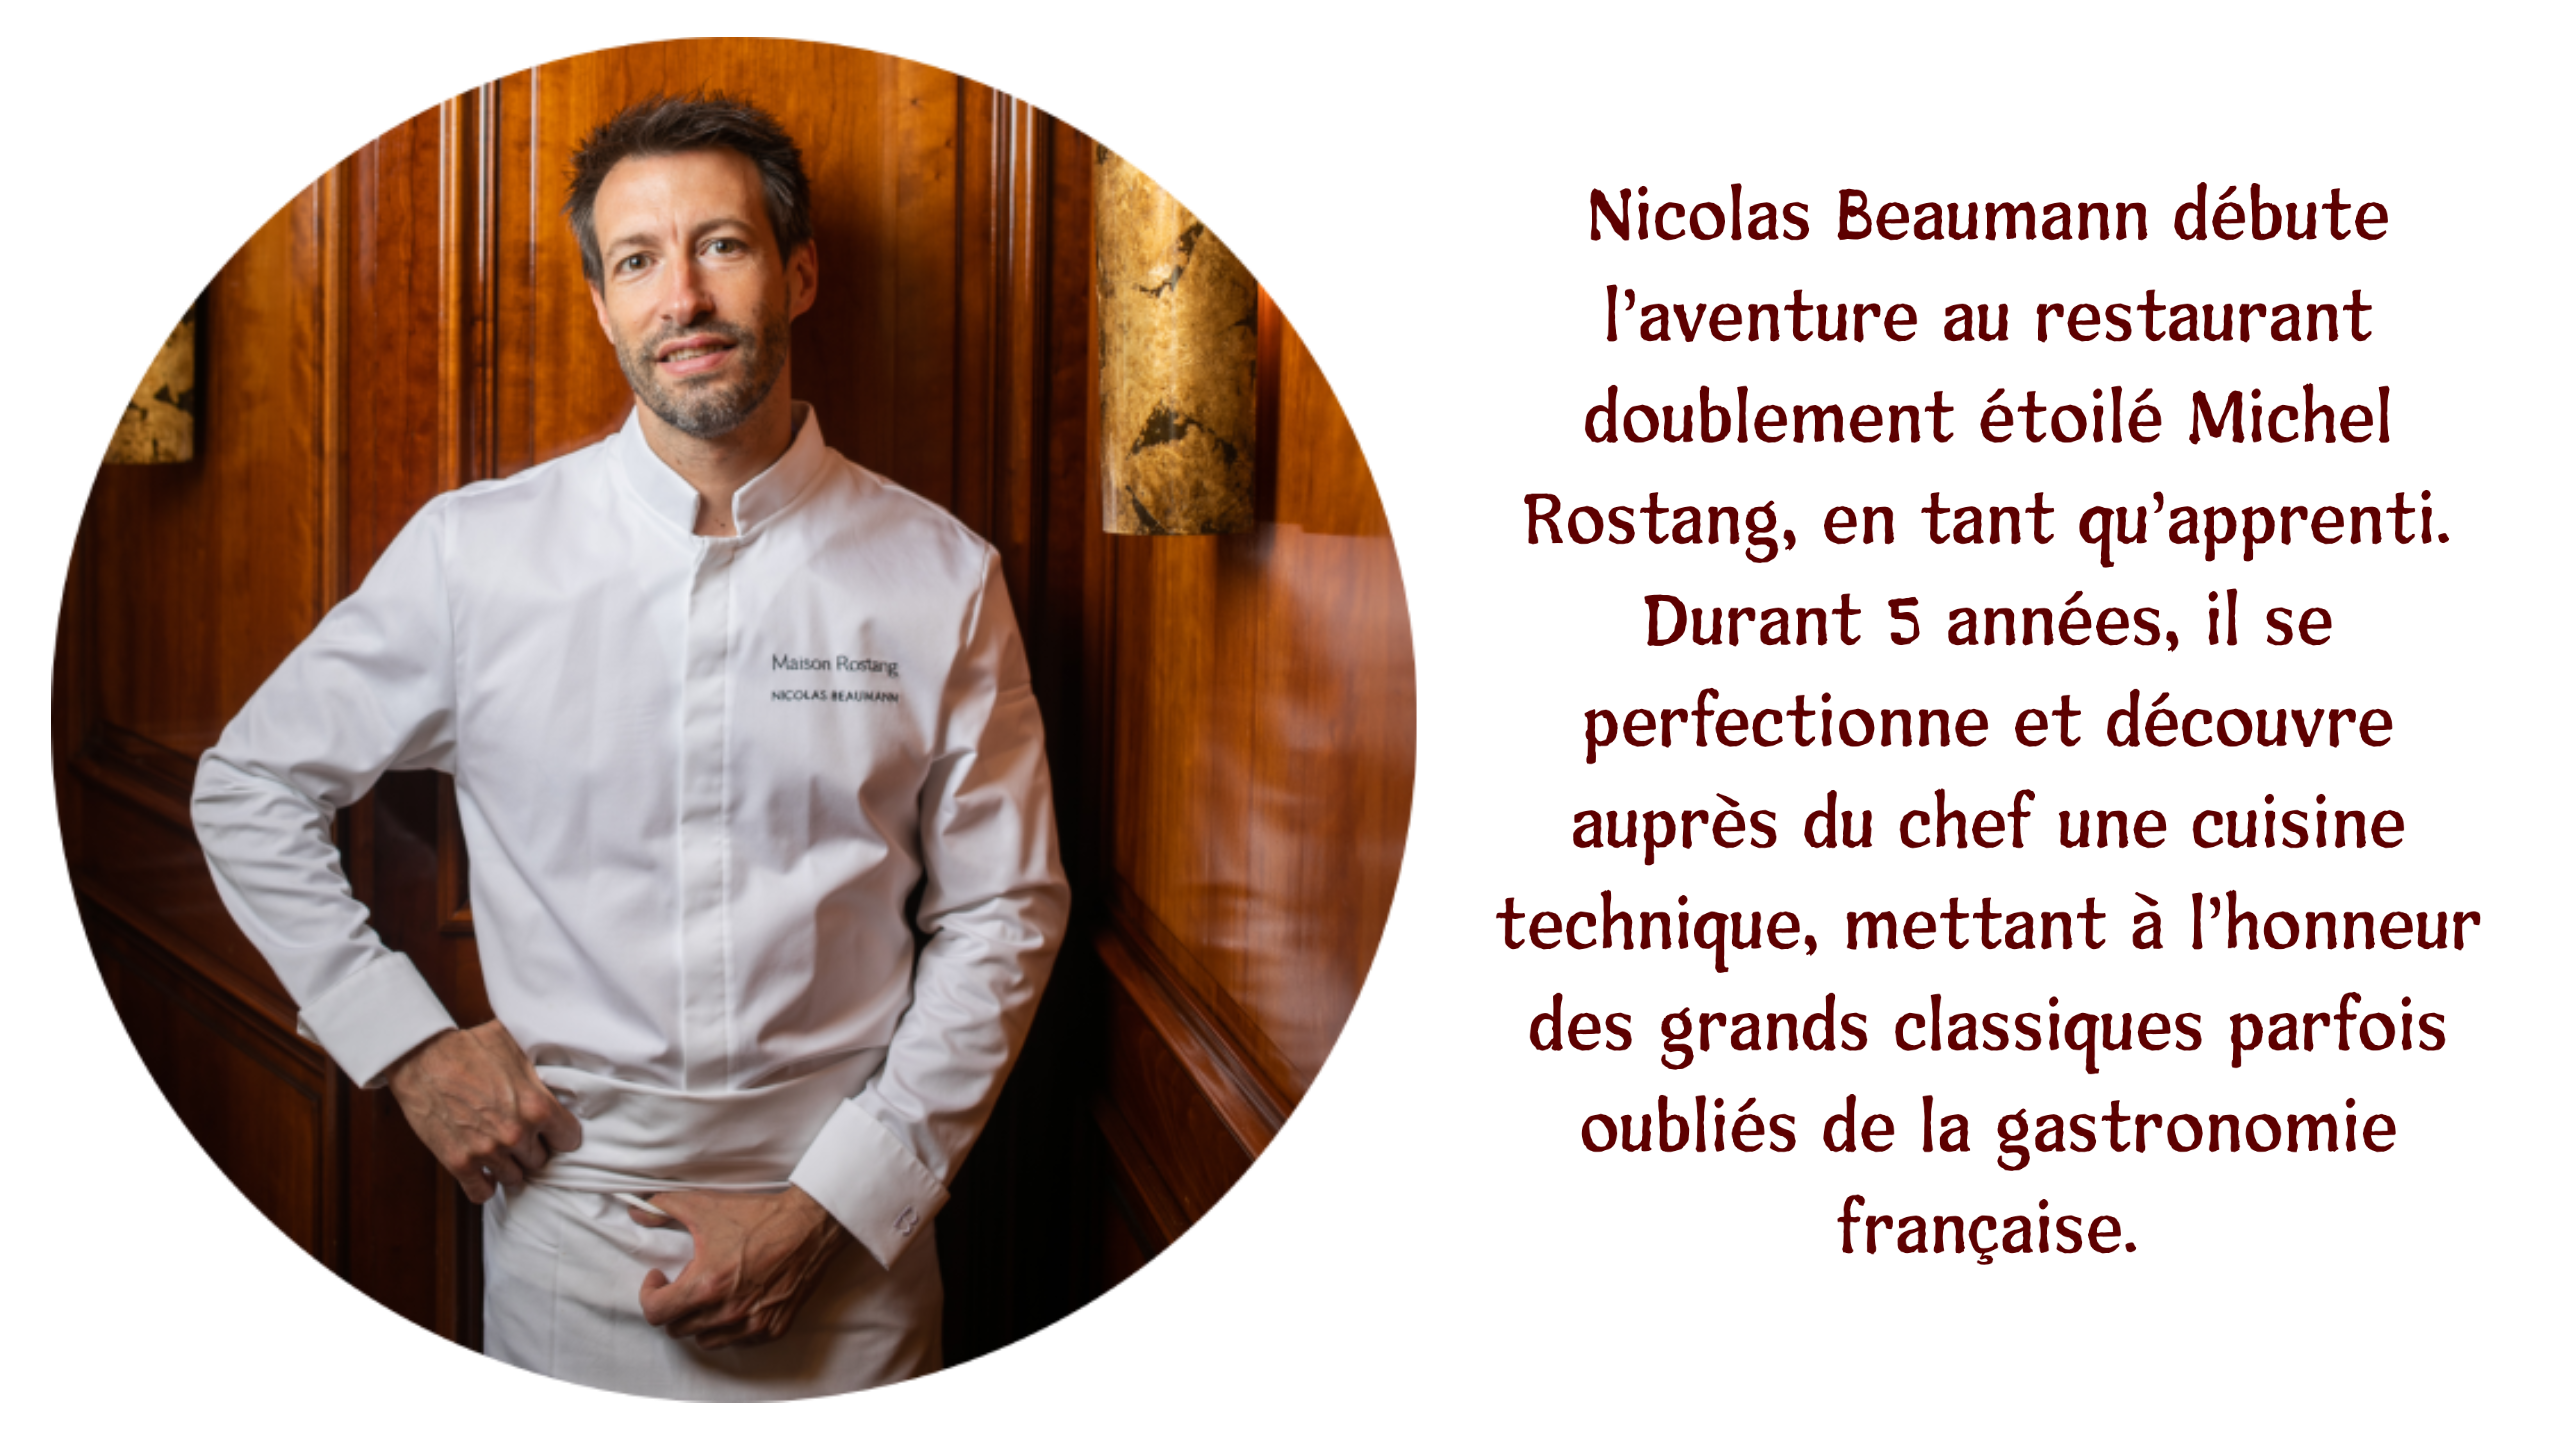 Maison Rostang
NICOLAS BEAUMANN
Nicolas Beaumann débute
l’aventure au restaurant
doublement étoilé Michel
Rostang, en tant qu’apprenti.
Durant 5 années, il se
perfectionne et découvre
auprès du chef une cuisine
technique, mettant à l’honneur
des grands classiques parfois
oubliés de la gastronomie
française.